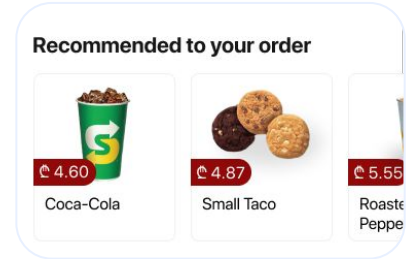 Recommended to your order
₾ 4.60
₾ 4.87
₾ 5.55
Coca-Cola
Small Taco
Roaste
Peppe